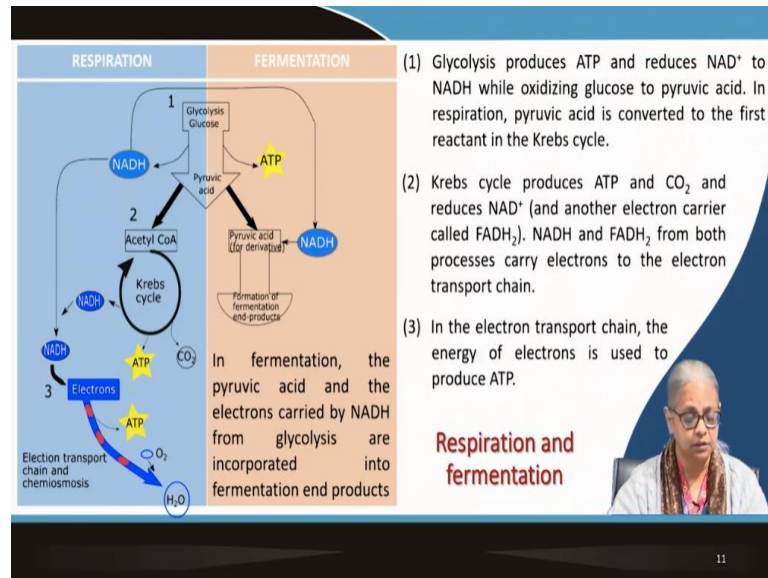 RESPIRATION
FERMENTATION
1
Glycolysis
Glucose
NADH
ATP
Pyruvic
acid
2
Acetyl CoA
Pyruvic acid
(for derivative)
NADH
Krebs
cycle
NADH
Formation of
fermentation
end-products
NADH
ATP
CO₂
3
Electrons
ATP
O₂
Election transport
chain and
chemiosmosis
H₂O
In fermentation, the
pyruvic acid and the
electrons carried by NADH
from glycolysis are
incorporated into
fermentation end products
(1) Glycolysis produces ATP and reduces NAD⁺ to
NADH while oxidizing glucose to pyruvic acid. In
respiration, pyruvic acid is converted to the first
reactant in the Krebs cycle.
(2) Krebs cycle produces ATP and CO₂ and
reduces NAD⁺ (and another electron carrier
called FADH₂). NADH and FADH₂ from both
processes carry electrons to the electron
transport chain.
(3) In the electron transport chain, the
energy of electrons is used to
produce ATP.
Respiration and
fermentation
11